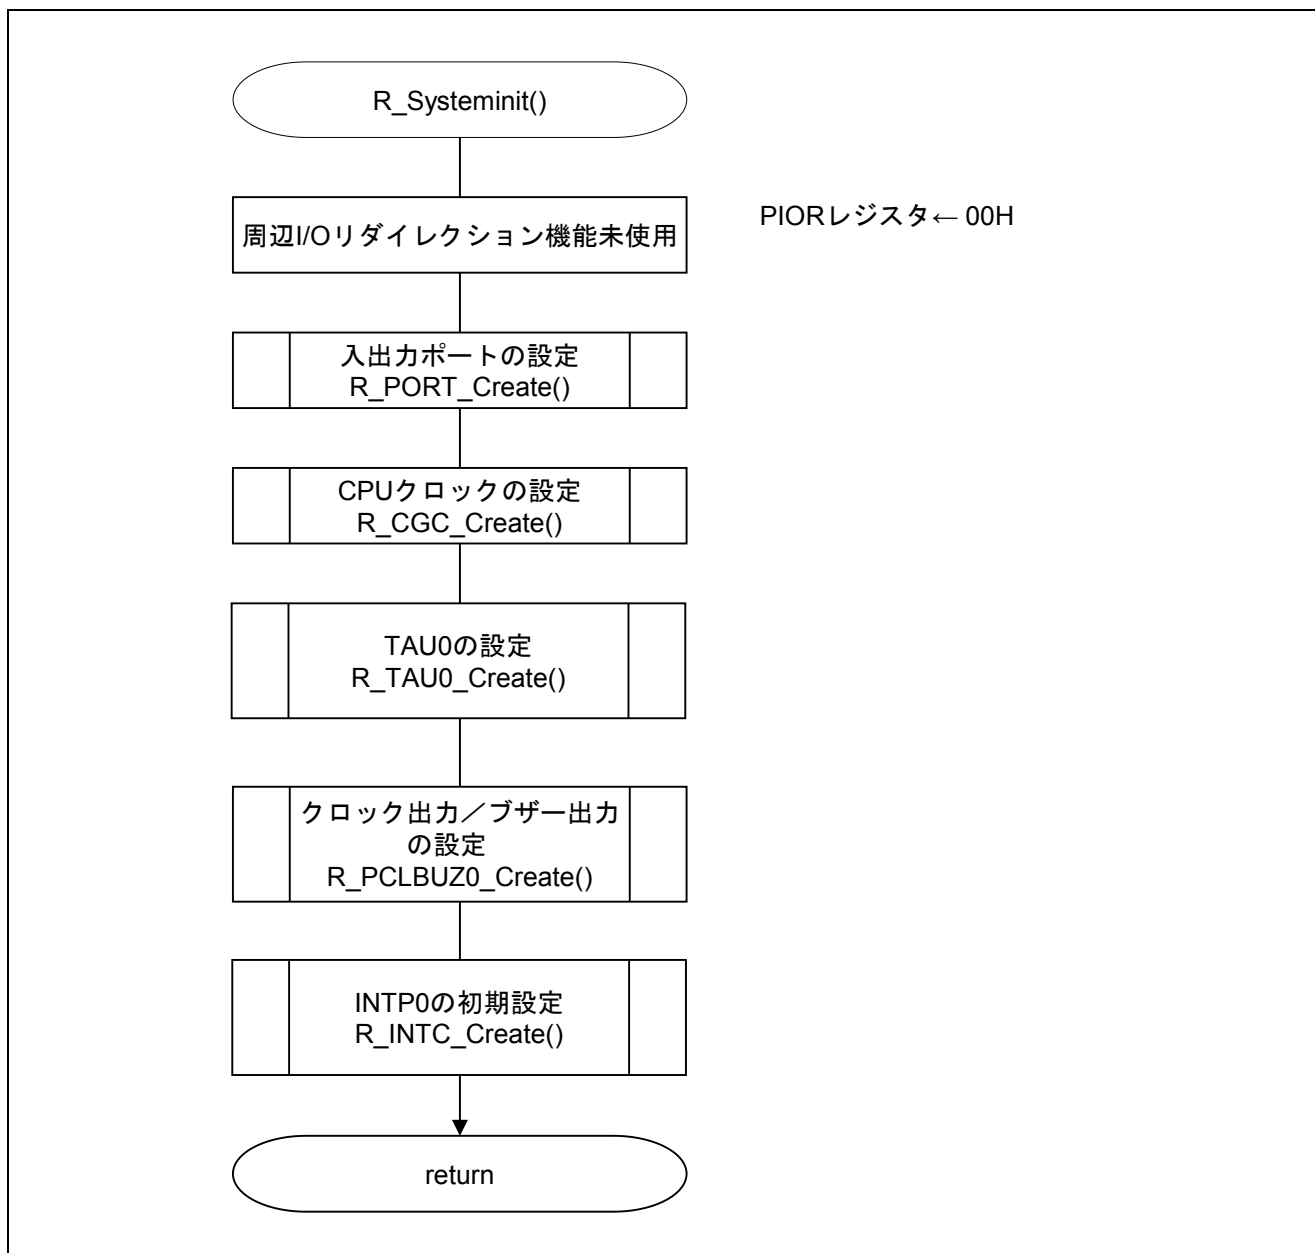 R_Systeminit()
周辺I/Oリダイレクション機能未使用
PIORレジスタ← 00H
入出力ポートの設定
R_PORT_Create()
CPUクロックの設定
R_CGC_Create()
TAU0の設定
R_TAU0_Create()
クロック出力／ブザー出力
の設定
R_PCLBUZ0_Create()
INTP0の初期設定
R_INTC_Create()
return